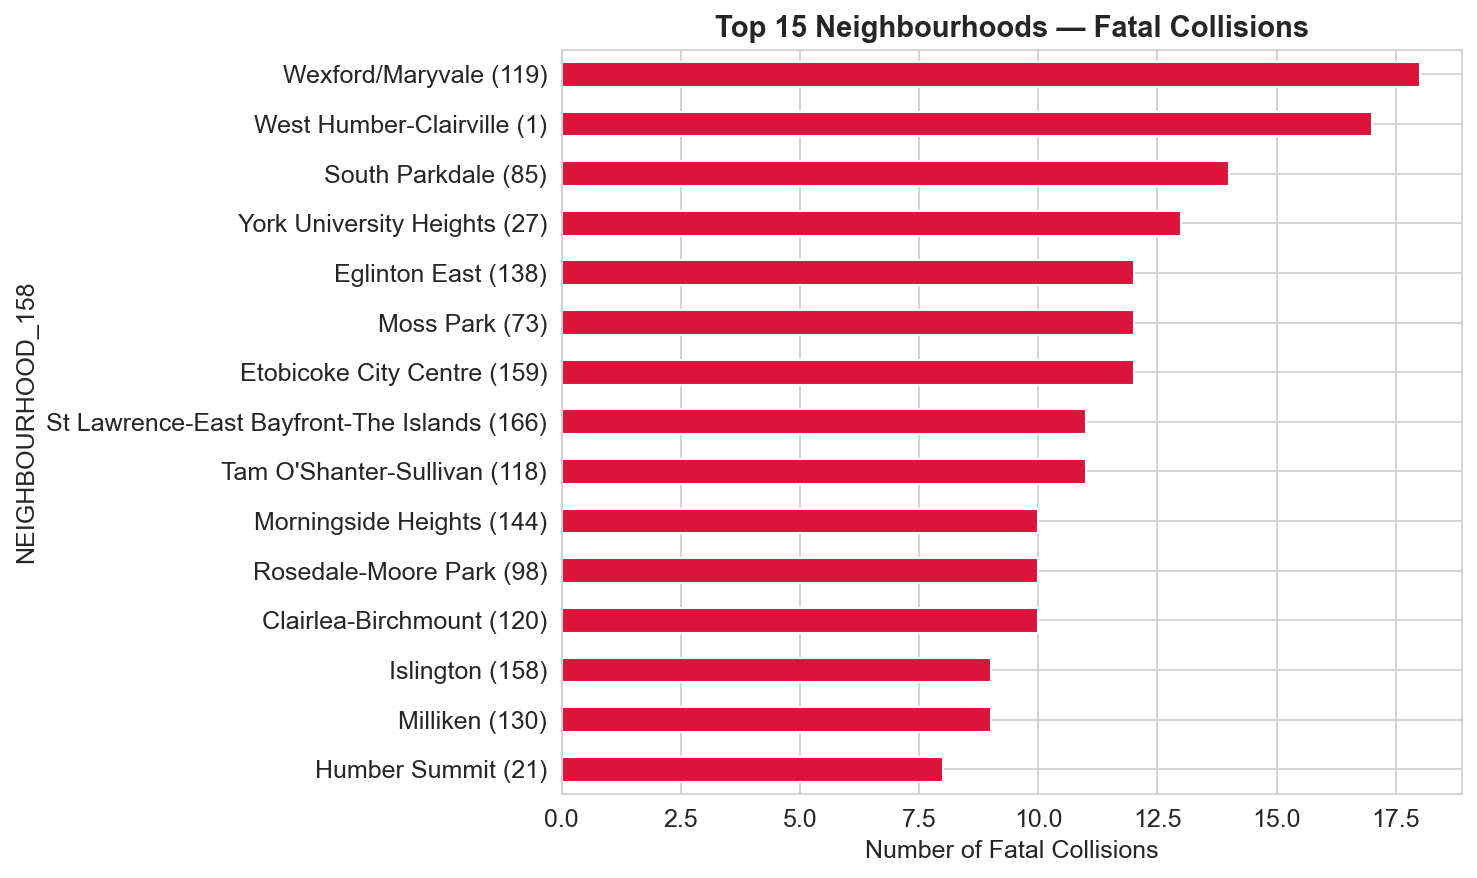 Top 15 Neighbourhoods — Fatal Collisions
NEIGHBOURHOOD_158
Wexford/Maryvale (119)
West Humber-Clairville (1)
South Parkdale (85)
York University Heights (27)
Eglinton East (138)
Moss Park (73)
Etobicoke City Centre (159)
St Lawrence-East Bayfront-The Islands (166)
Tam O'Shanter-Sullivan (118)
Morningside Heights (144)
Rosedale-Moore Park (98)
Clairlea-Birchmount (120)
Islington (158)
Milliken (130)
Humber Summit (21)
0.0 2.5 5.0 7.5 10.0 12.5 15.0 17.5
Number of Fatal Collisions